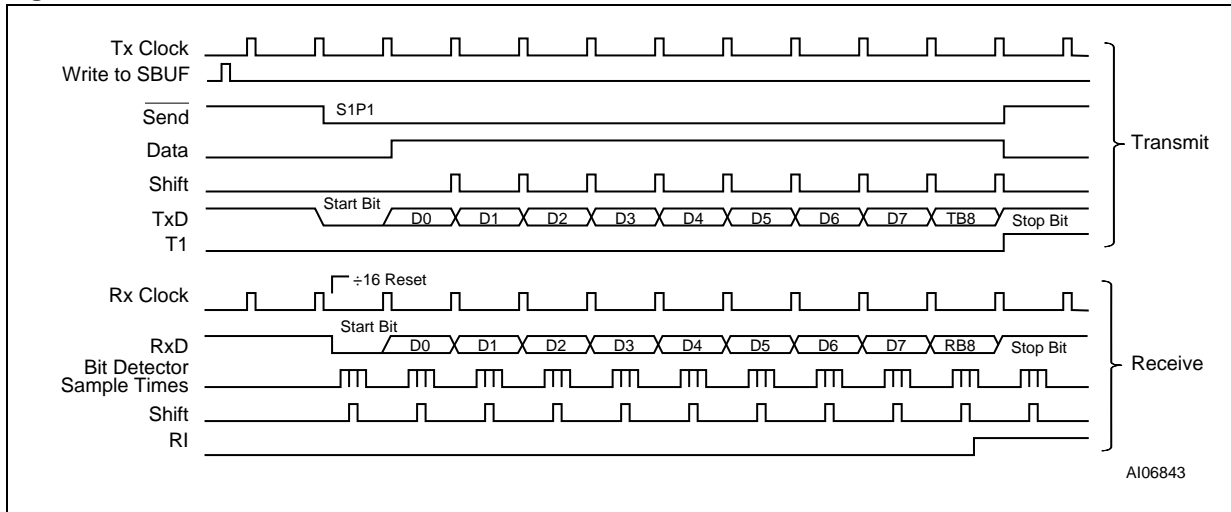 Tx Clock
Write to SBUF
Send
S1P1
Data
Shift
TxD
Start Bit
D0 D1 D2 D3 D4 D5 D6 D7 TB8
Stop Bit
T1
Transmit
÷16 Reset
Rx Clock
RxD
Start Bit
D0 D1 D2 D3 D4 D5 D6 D7 RB8
Stop Bit
Bit Detector
Sample Times
Shift
RI
Receive
AI06843